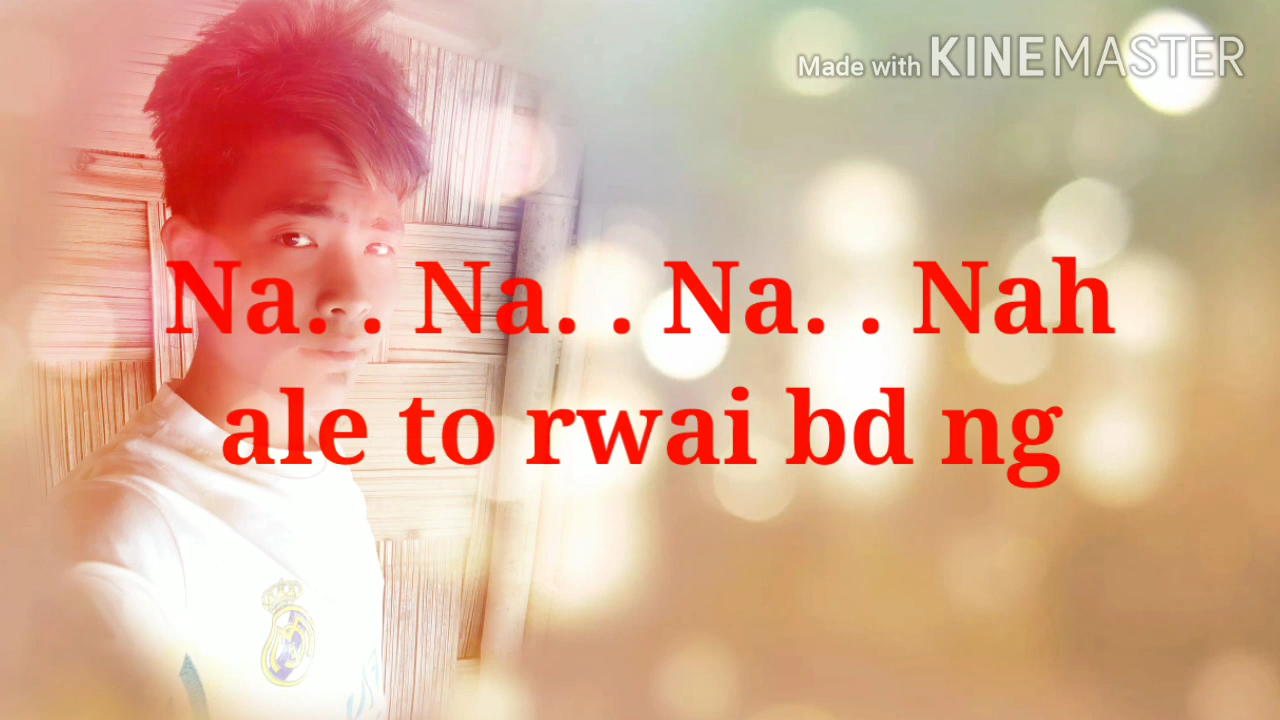 Made with KINEMASTER
Na. . Na. . Na. . Nah
ale to rwai bd ng